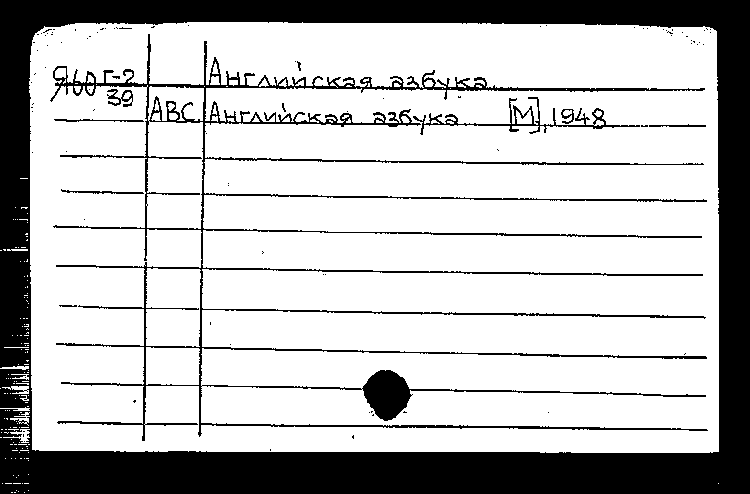 Я60 Г-2 Английская азбука
39
ABC Английская азбука [М], 1948